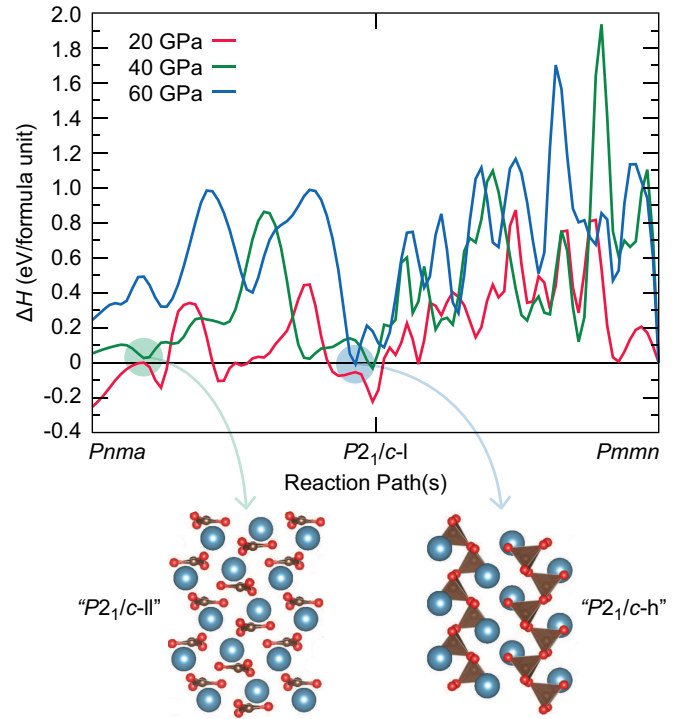 2.0
1.8
1.6
1.4
1.2
1.0
0.8
0.6
0.4
0.2
0
-0.2
-0.4
ΔH (eV/formula unit)
20 GPa
40 GPa
60 GPa
Pnma
P2₁/c-l
Pmmn
Reaction Path(s)
“P2₁/c-ll”
“P2₁/c-h”